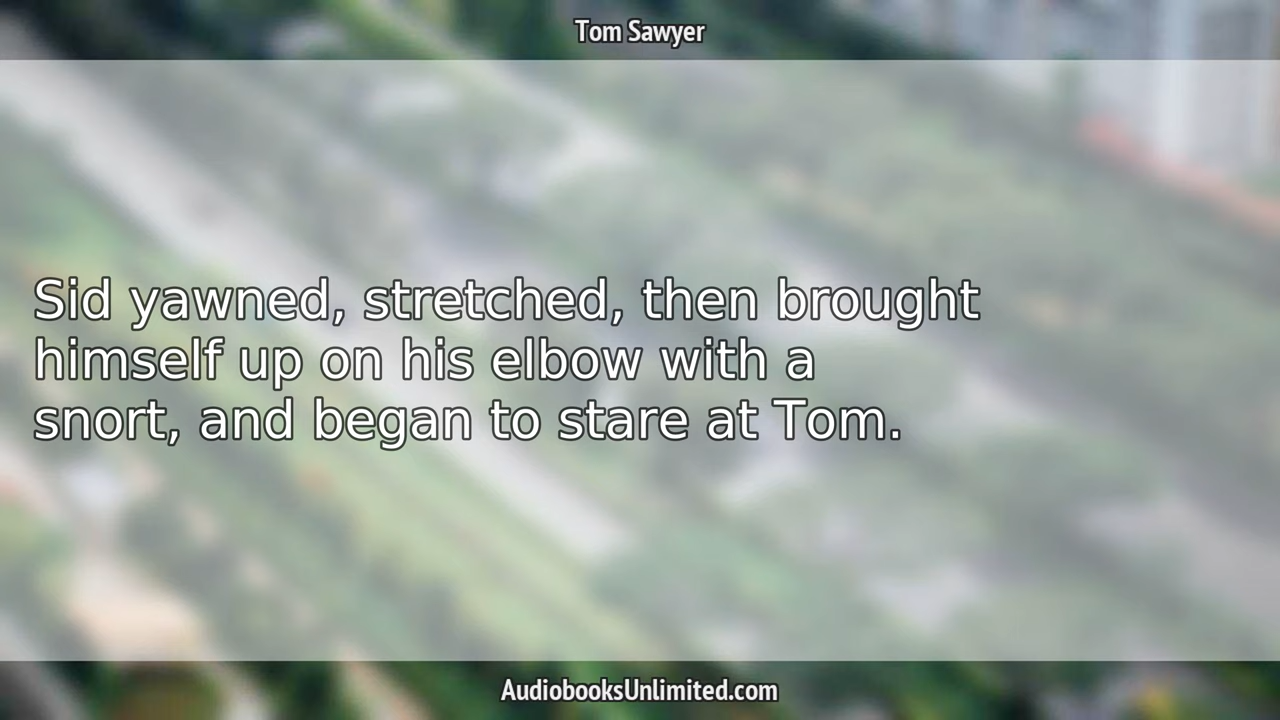 Tom Sawyer
Sid yawned, stretched, then brought
himself up on his elbow with a
snort, and began to stare at Tom.
AudiobooksUnlimited.com